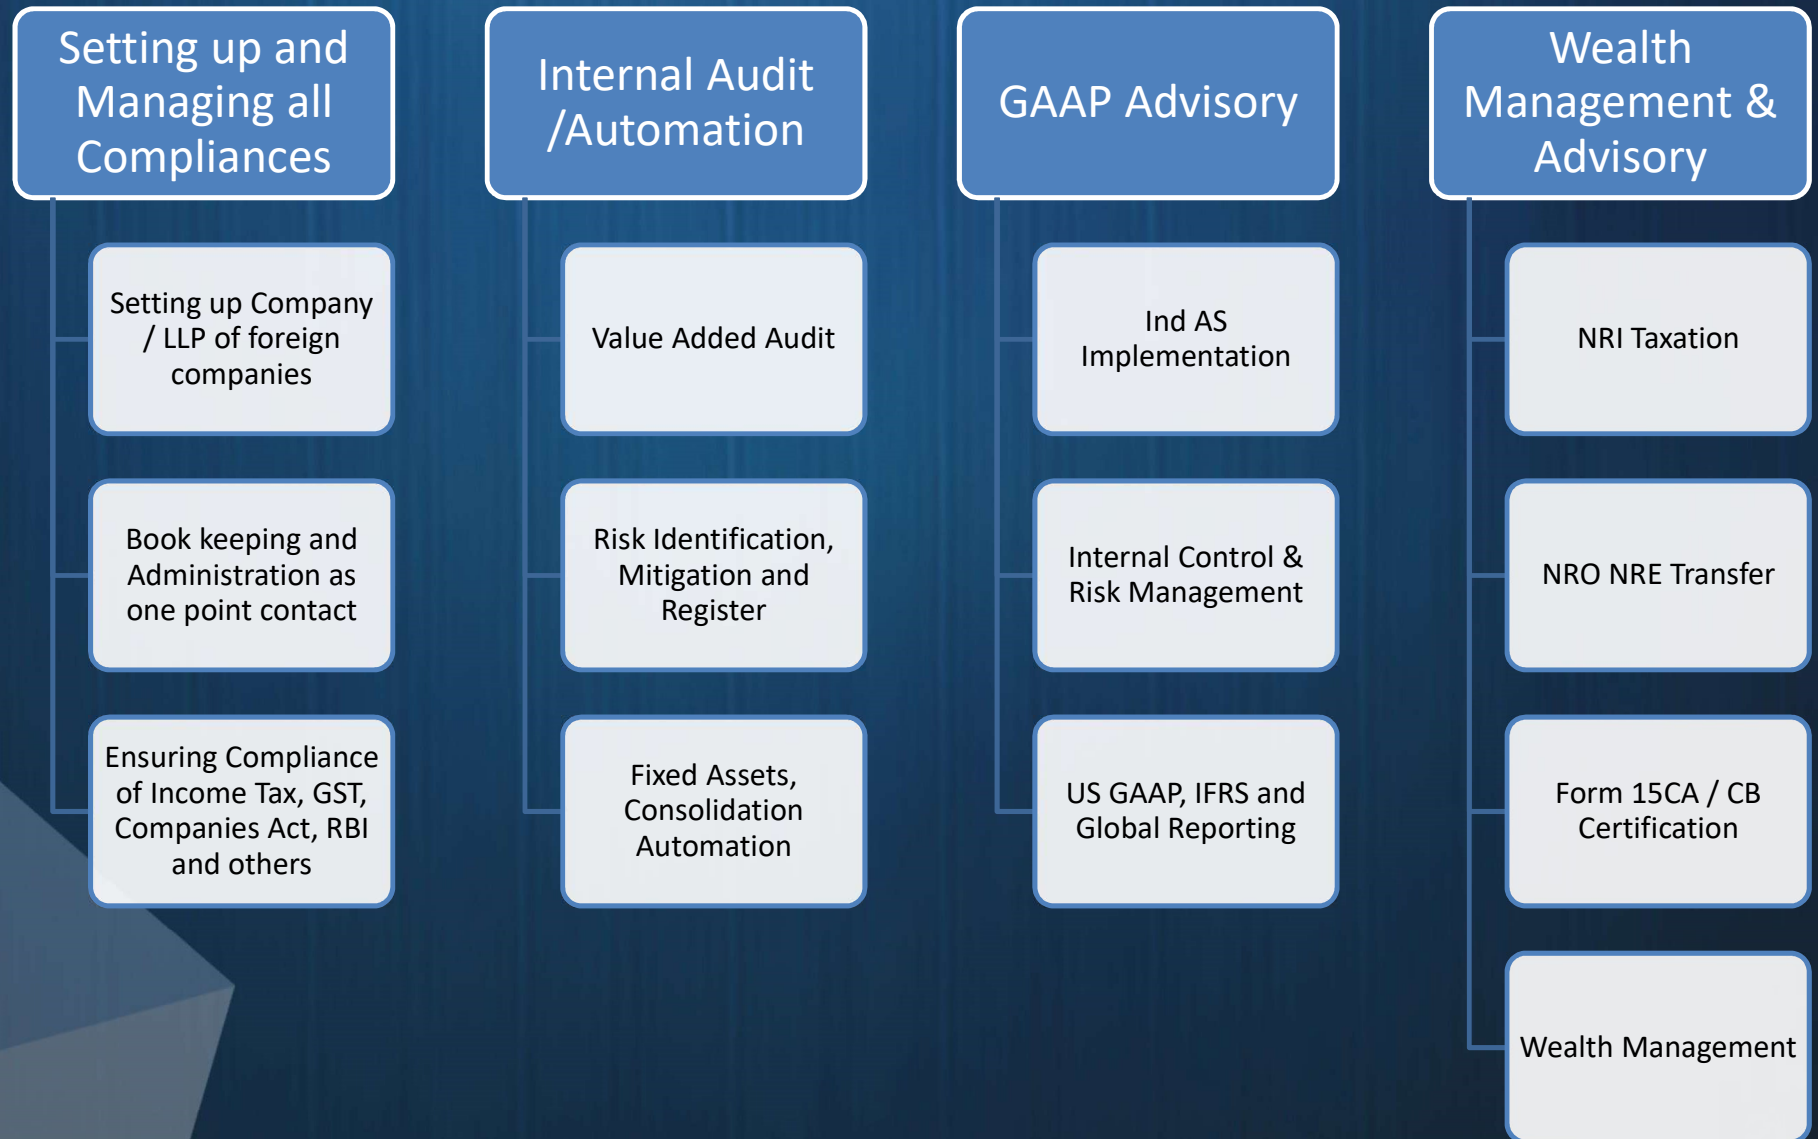 Setting up and
Managing all
Compliances
Setting up Company
/ LLP of foreign
companies
Book keeping and
Administration as
one point contact
Ensuring Compliance
of Income Tax, GST,
Companies Act, RBI
and others
Internal Audit
/Automation
Value Added Audit
Risk Identification,
Mitigation and
Register
Fixed Assets,
Consolidation
Automation
GAAP Advisory
Ind AS
Implementation
Internal Control &
Risk Management
US GAAP, IFRS and
Global Reporting
Wealth
Management &
Advisory
NRI Taxation
NRO NRE Transfer
Form 15CA / CB
Certification
Wealth Management